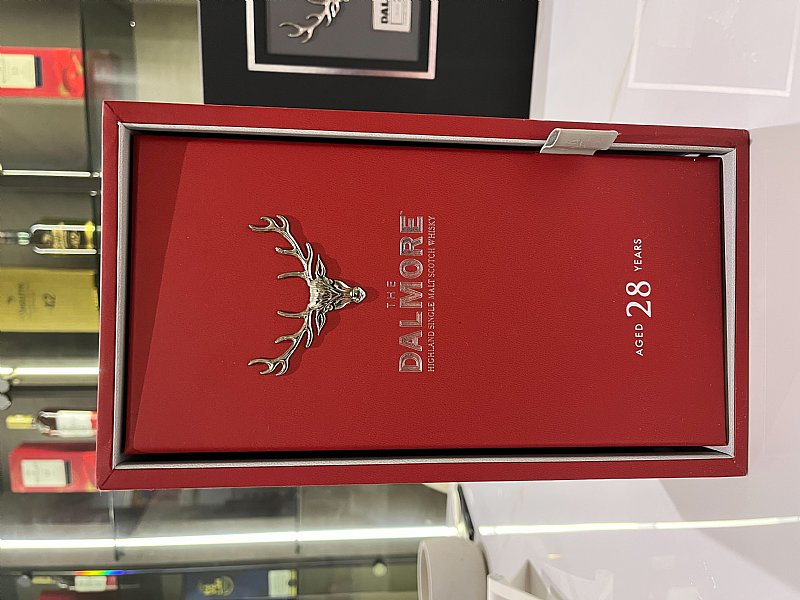 THE
DALMORE
HIGHLAND SINGLE MALT SCOTCH WHISKY
AGED 28 YEARS